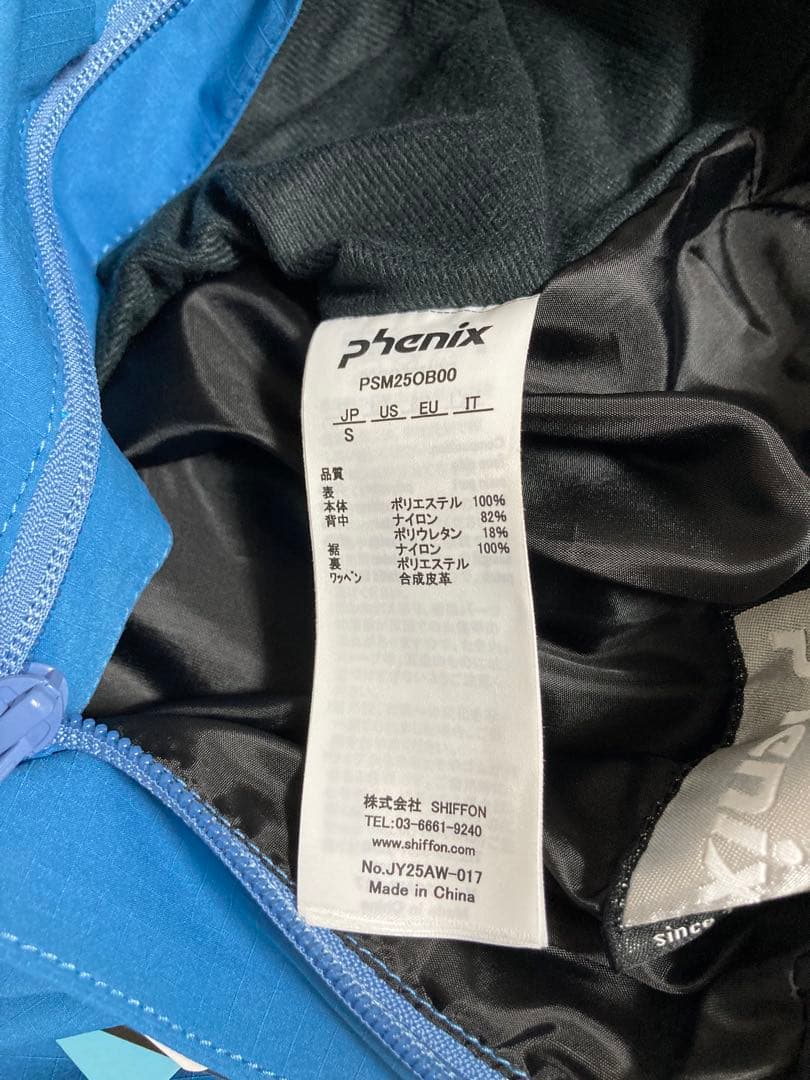 phenix
PSM25OB00
JP US EU IT
S
品質
表
本体 ポリエステル 100%
背中 ナイロン 82%
ポリウレタン 18%
裾 ナイロン 100%
裏 ポリエステル
ワッペン 合成皮革
株式会社 SHIFFON
TEL:03-6661-9240
www.shiffon.com
No.JY25AW-017
Made in China
Phenix
since